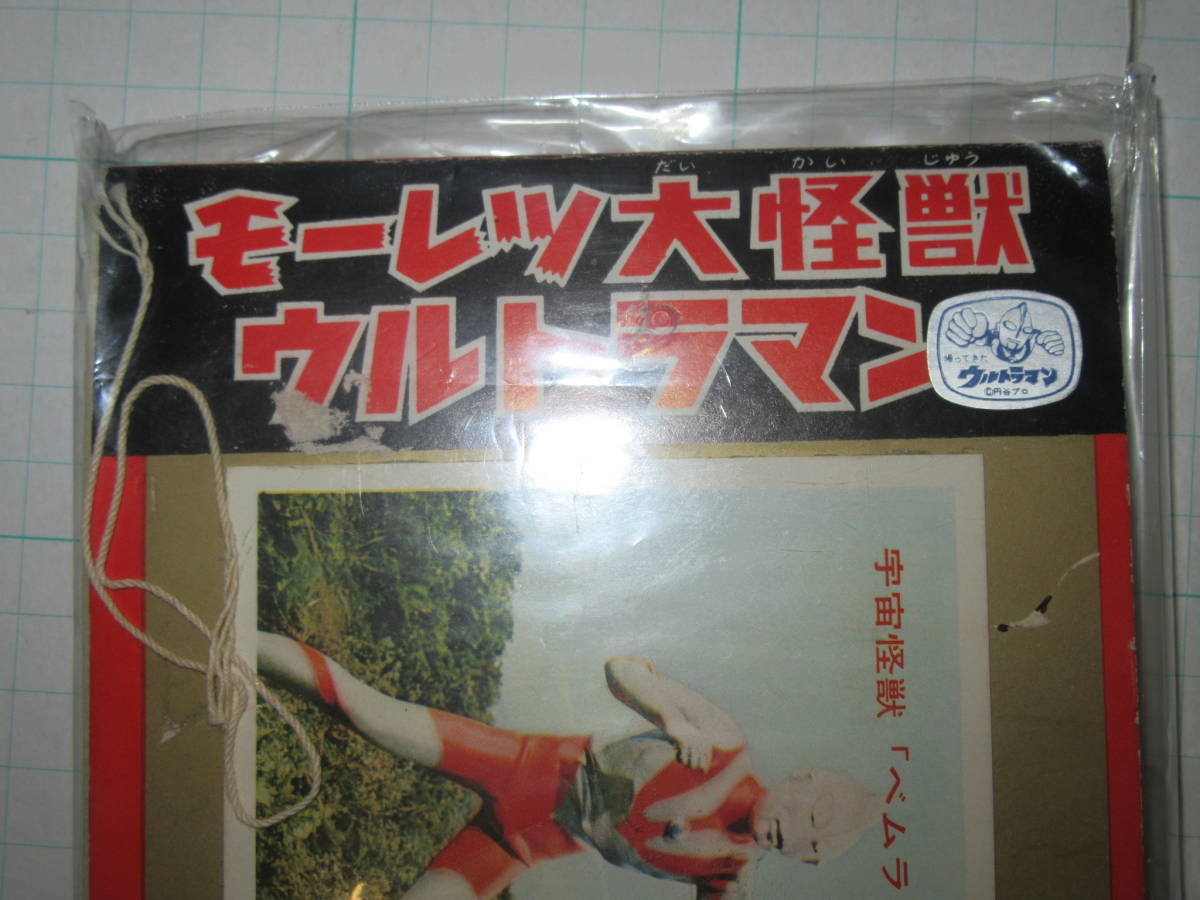 だい かい じゅう
モーレツ大怪獣
ウルトラマン
帰ってきた
ウルトラマン
©円谷プロ
宇宙怪獣「ベムラ